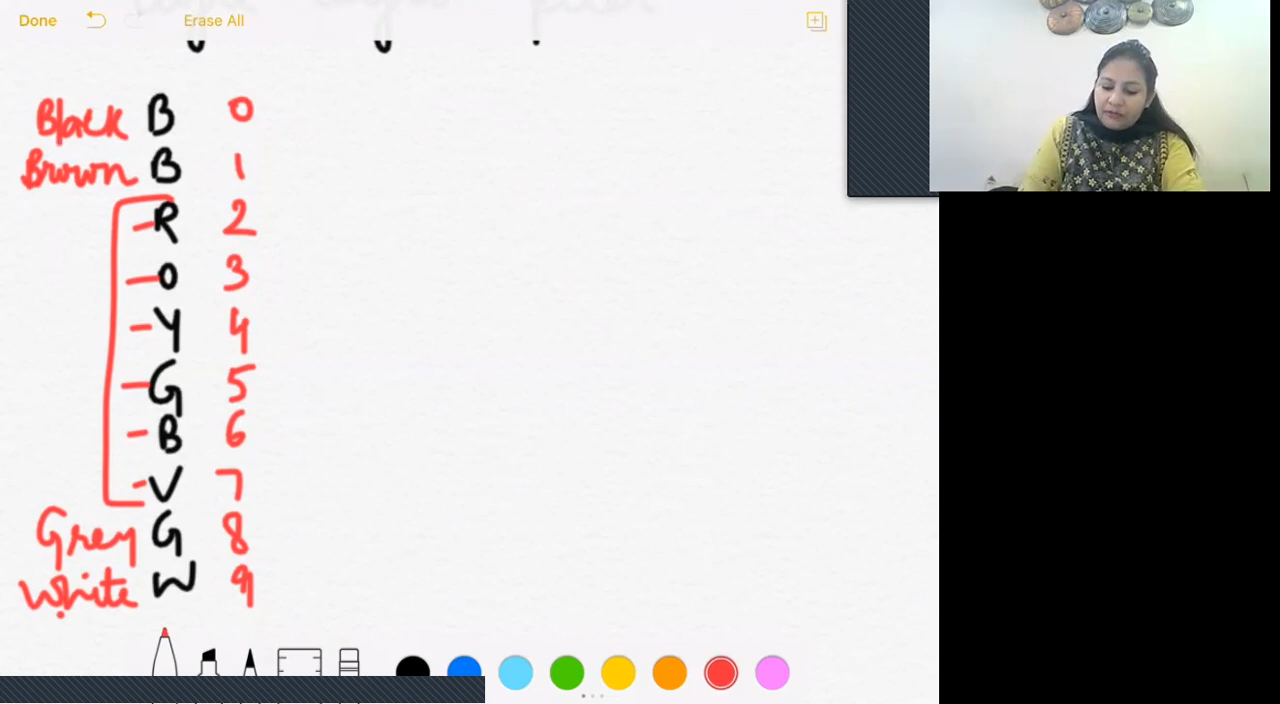 Done Erase All
Black B 0
Brown B 1
R 2
O 3
Y 4
G 5
B 6
V 7
Grey G 8
White W 9